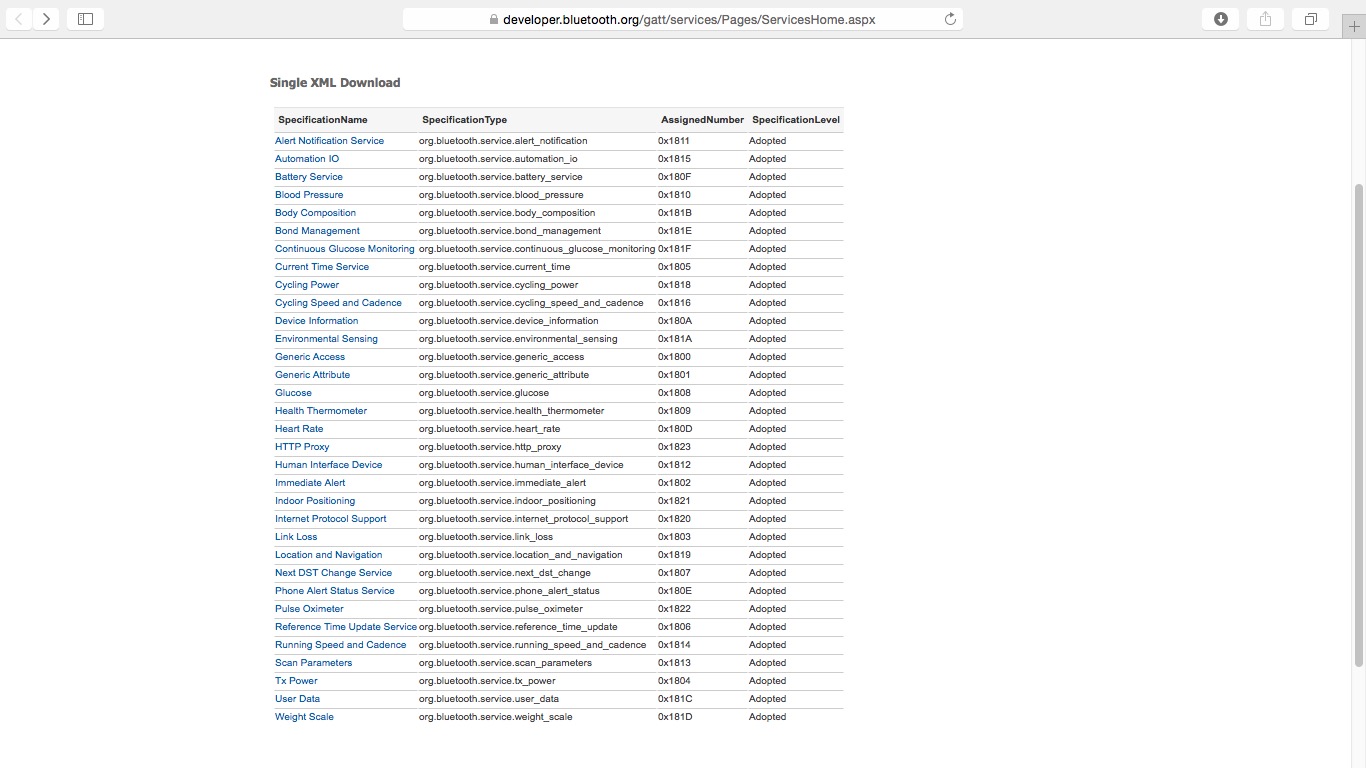 developer.bluetooth.org/gatt/services/Pages/ServicesHome.aspx
Single XML Download
SpecificationName SpecificationType AssignedNumber SpecificationLevel
Alert Notification Service org.bluetooth.service.alert_notification 0x1811 Adopted
Automation IO org.bluetooth.service.automation_io 0x1815 Adopted
Battery Service org.bluetooth.service.battery_service 0x180F Adopted
Blood Pressure org.bluetooth.service.blood_pressure 0x1810 Adopted
Body Composition org.bluetooth.service.body_composition 0x181B Adopted
Bond Management org.bluetooth.service.bond_management 0x181E Adopted
Continuous Glucose Monitoring org.bluetooth.service.continuous_glucose_monitoring 0x181F Adopted
Current Time Service org.bluetooth.service.current_time 0x1805 Adopted
Cycling Power org.bluetooth.service.cycling_power 0x1818 Adopted
Cycling Speed and Cadence org.bluetooth.service.cycling_speed_and_cadence 0x1816 Adopted
Device Information org.bluetooth.service.device_information 0x180A Adopted
Environmental Sensing org.bluetooth.service.environmental_sensing 0x181A Adopted
Generic Access org.bluetooth.service.generic_access 0x1800 Adopted
Generic Attribute org.bluetooth.service.generic_attribute 0x1801 Adopted
Glucose org.bluetooth.service.glucose 0x1808 Adopted
Health Thermometer org.bluetooth.service.health_thermometer 0x1809 Adopted
Heart Rate org.bluetooth.service.heart_rate 0x180D Adopted
HTTP Proxy org.bluetooth.service.http_proxy 0x1823 Adopted
Human Interface Device org.bluetooth.service.human_interface_device 0x1812 Adopted
Immediate Alert org.bluetooth.service.immediate_alert 0x1802 Adopted
Indoor Positioning org.bluetooth.service.indoor_positioning 0x1821 Adopted
Internet Protocol Support org.bluetooth.service.internet_protocol_support 0x1820 Adopted
Link Loss org.bluetooth.service.link_loss 0x1803 Adopted
Location and Navigation org.bluetooth.service.location_and_navigation 0x1819 Adopted
Next DST Change Service org.bluetooth.service.next_dst_change 0x1807 Adopted
Phone Alert Status Service org.bluetooth.service.phone_alert_status 0x180E Adopted
Pulse Oximeter org.bluetooth.service.pulse_oximeter 0x1822 Adopted
Reference Time Update Service org.bluetooth.service.reference_time_update 0x1806 Adopted
Running Speed and Cadence org.bluetooth.service.running_speed_and_cadence 0x1814 Adopted
Scan Parameters org.bluetooth.service.scan_parameters 0x1813 Adopted
Tx Power org.bluetooth.service.tx_power 0x1804 Adopted
User Data org.bluetooth.service.user_data 0x181C Adopted
Weight Scale org.bluetooth.service.weight_scale 0x181D Adopted